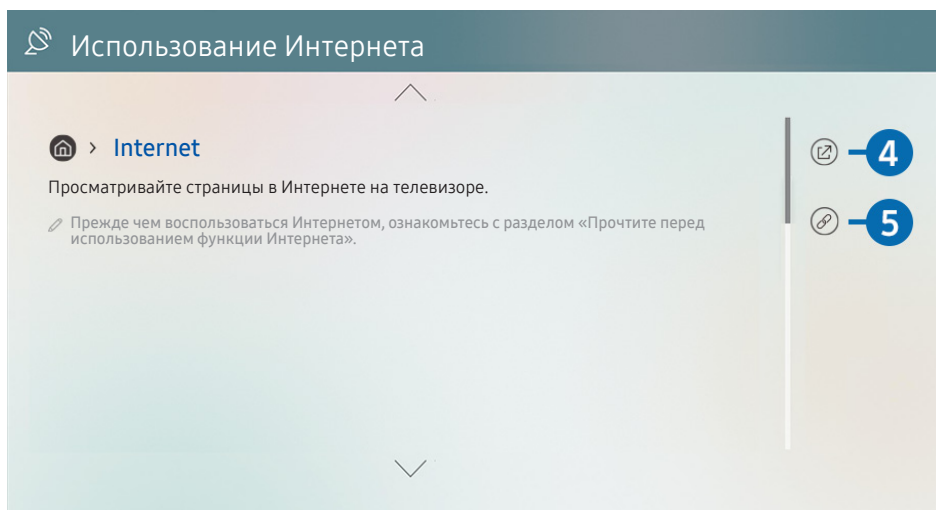 Использование Интернета
> Internet
4
Просматривайте страницы в Интернете на телевизоре.
Прежде чем воспользоваться Интернетом, ознакомьтесь с разделом «Прочтите перед
использованием функции Интернета».
5